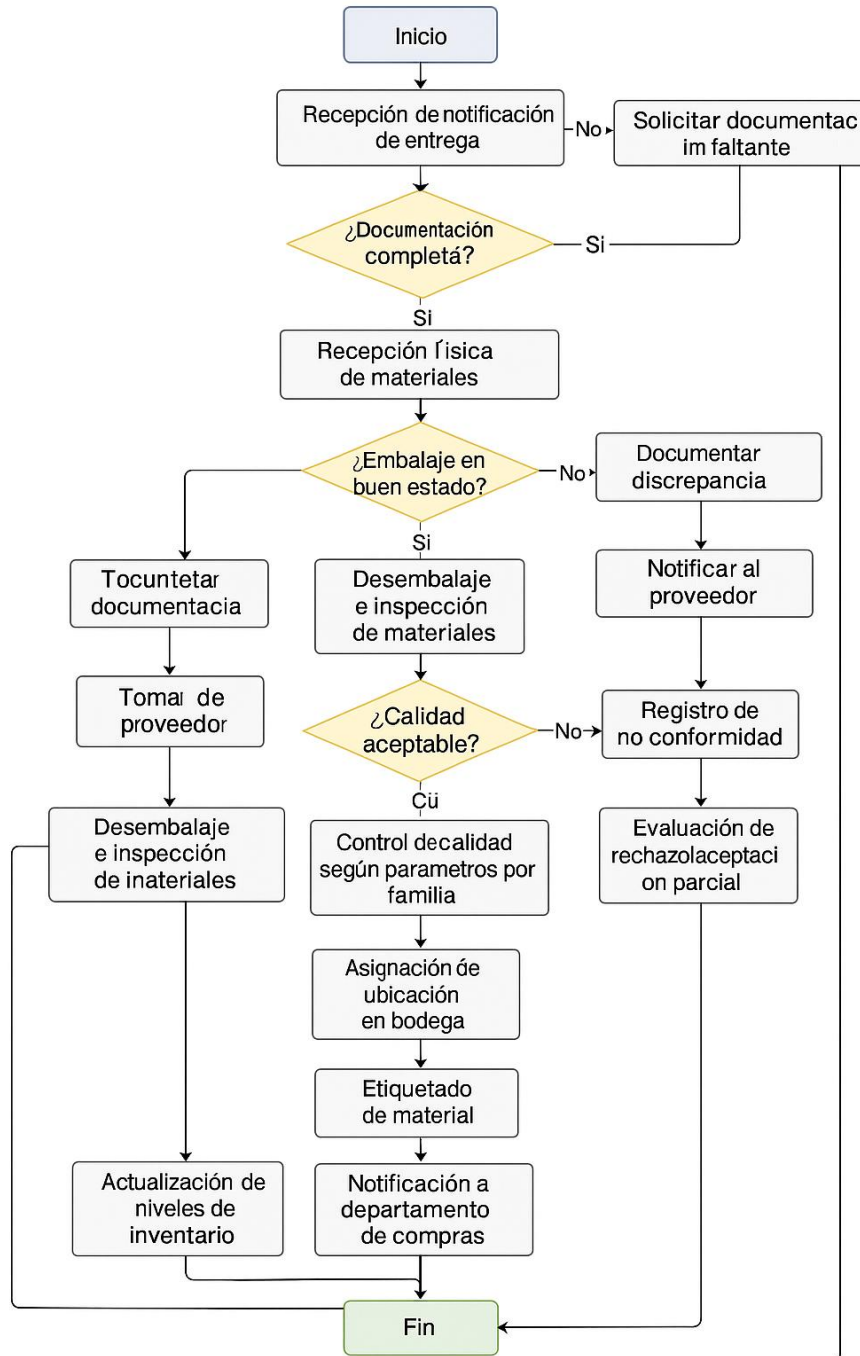 Inicio
Recepción de notificación
de entrega
No
Solicitar documentac
im faltante
¿Documentación
completá?
Si
Si
Recepción física
de materiales
¿Embalaje en
buen estado?
No
Documentar
discrepancia
Si
Tocuntetar
documentacia
Desembalaje
e inspección
de materiales
Notificar al
proveedor
Tomar de
proveedor
¿Calidad
aceptable?
No
Registro de
no conformidad
Cü
Desembalaje
e inspección
de inateriales
Control decalidad
según parametros por
familia
Evaluación de
rechazolaceptaci
on parcial
Asignación de
ubicación
en bodega
Etiquetado
de material
Actualización de
niveles de
inventario
Notificación a
departamento
de compras
Fin